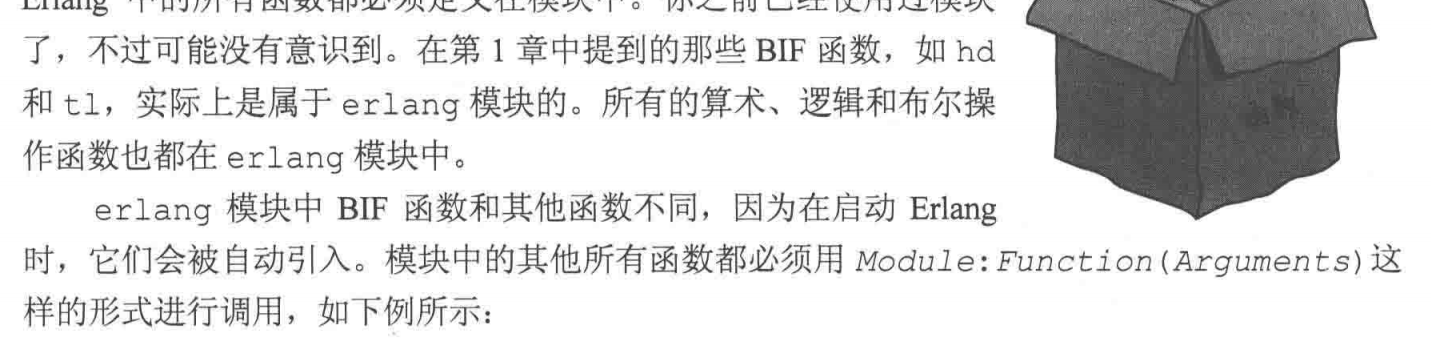 Erlang 中的所有函数都必须定义在模块中。你之前已经使用过模块
了，不过可能没有意识到。在第 1 章中提到的那些 BIF 函数，如 hd
和 tl，实际上是属于 erlang 模块的。所有的算术、逻辑和布尔操
作函数也都在 erlang 模块中。
erlang 模块中 BIF 函数和其他函数不同，因为在启动 Erlang
时，它们会被自动引入。模块中的其他所有函数都必须用 Module:Function(Arguments)这
样的形式进行调用，如下例所示：